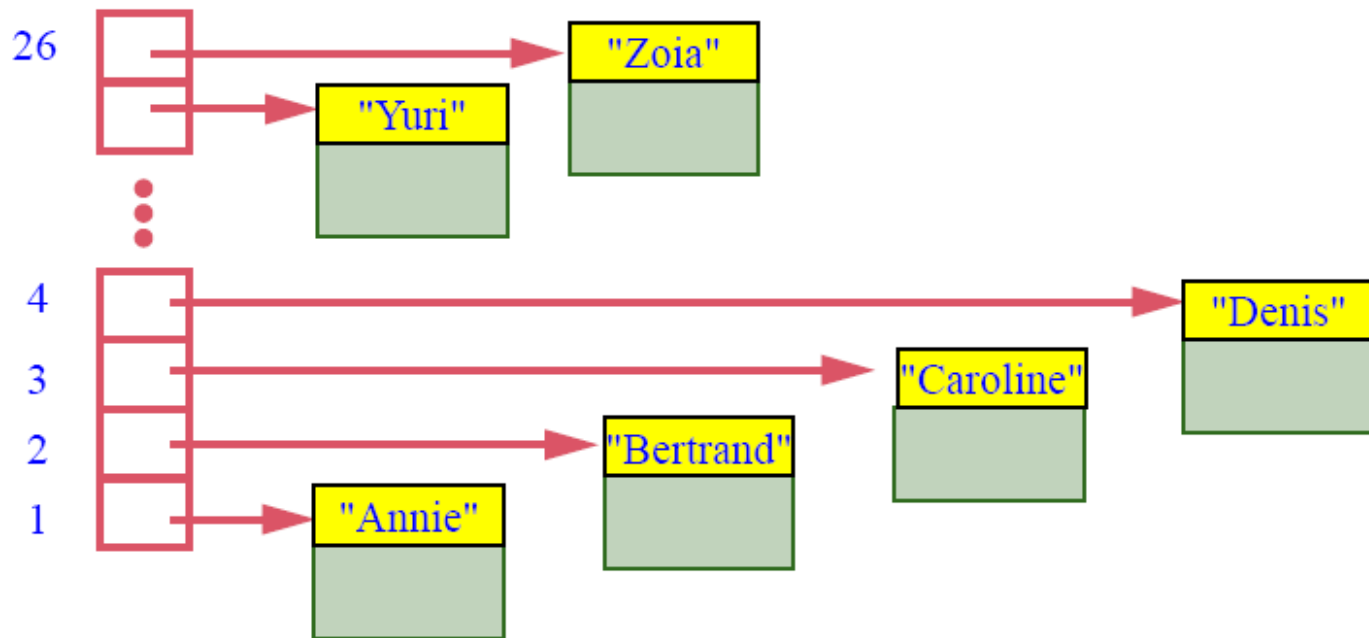 26
"Zoia"
"Yuri"
4
"Denis"
3
"Caroline"
2
"Bertrand"
1
"Annie"